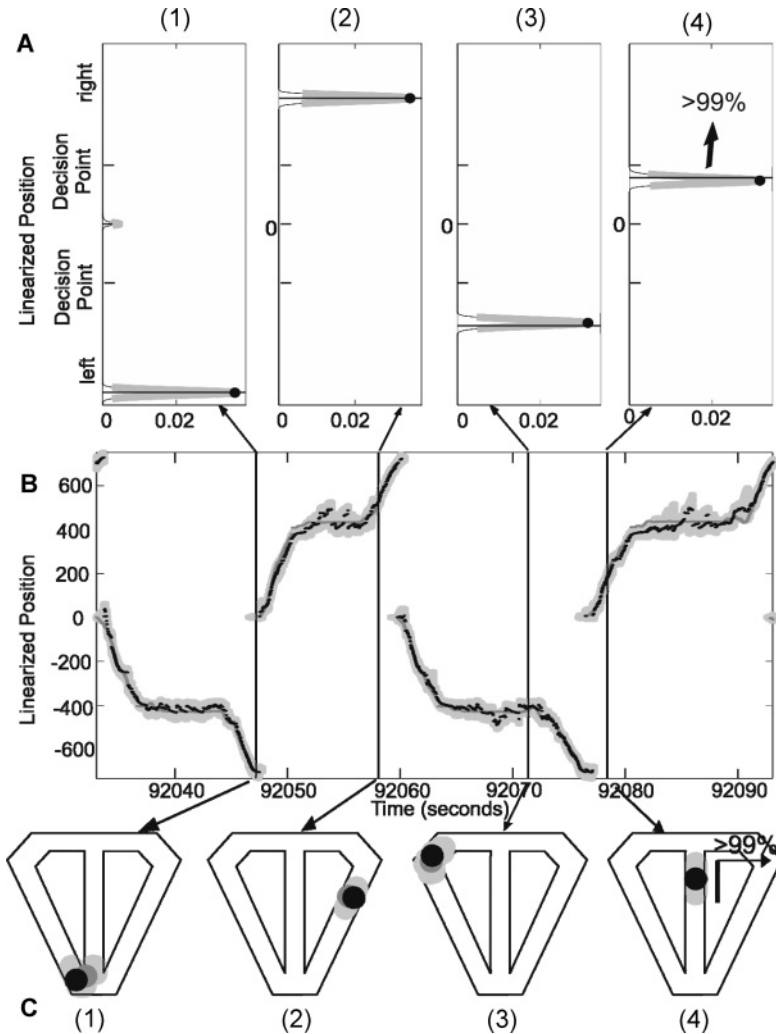 (1) (2) (3) (4)
A
right
Decision
Point
Decision
Point
left
Linearized Position
0 0 0
>99%
0 0.02 0 0.02 0 0.02 0 0.02
B
600
400
200
0
-200
-400
-600
Linearized Position
92040 92050 92060 92070 92080 92090
Time (seconds)
>99%
C
(1) (2) (3) (4)